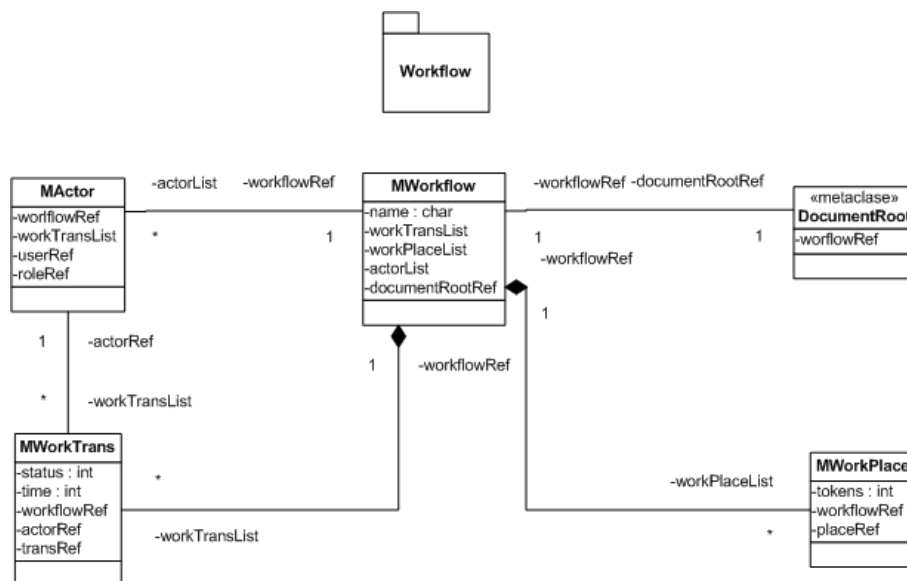 Workflow
MActor
-worlflowRef
-workTransList
-userRef
-roleRef
-actorList
-workflowRef
*
1
MWorkflow
-name : char
-workTransList
-workPlaceList
-actorList
-documentRootRef
-workflowRef
-documentRootRef
1
1
«metaclase»
DocumentRoot
-worflowRef
-workflowRef
1
1
-actorRef
*
-workTransList
1
-workflowRef
MWorkTrans
-status : int
-time : int
-workflowRef
-actorRef
-transRef
*
-workTransList
-workPlaceList
*
MWorkPlace
-tokens : int
-workflowRef
-placeRef